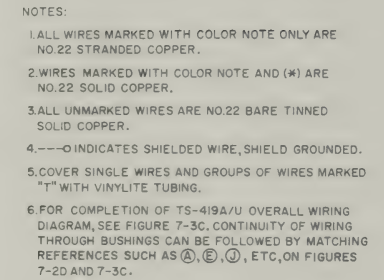 NOTES:
1.ALL WIRES MARKED WITH COLOR NOTE ONLY ARE
NO.22 STRANDED COPPER.
2.WIRES MARKED WITH COLOR NOTE AND (*) ARE
NO.22 SOLID COPPER.
3.ALL UNMARKED WIRES ARE NO.22 BARE TINNED
SOLID COPPER.
4.---O INDICATES SHIELDED WIRE,SHIELD GROUNDED.
5.COVER SINGLE WIRES AND GROUPS OF WIRES MARKED
"T" WITH VINYLITE TUBING.
6.FOR COMPLETION OF TS-419A/U OVERALL WIRING
DIAGRAM, SEE FIGURE 7-3C. CONTINUITY OF WIRING
THROUGH BUSHINGS CAN BE FOLLOWED BY MATCHING
REFERENCES SUCH AS Ⓐ,Ⓔ,Ⓙ, ETC,ON FIGURES
7-2D AND 7-3C.